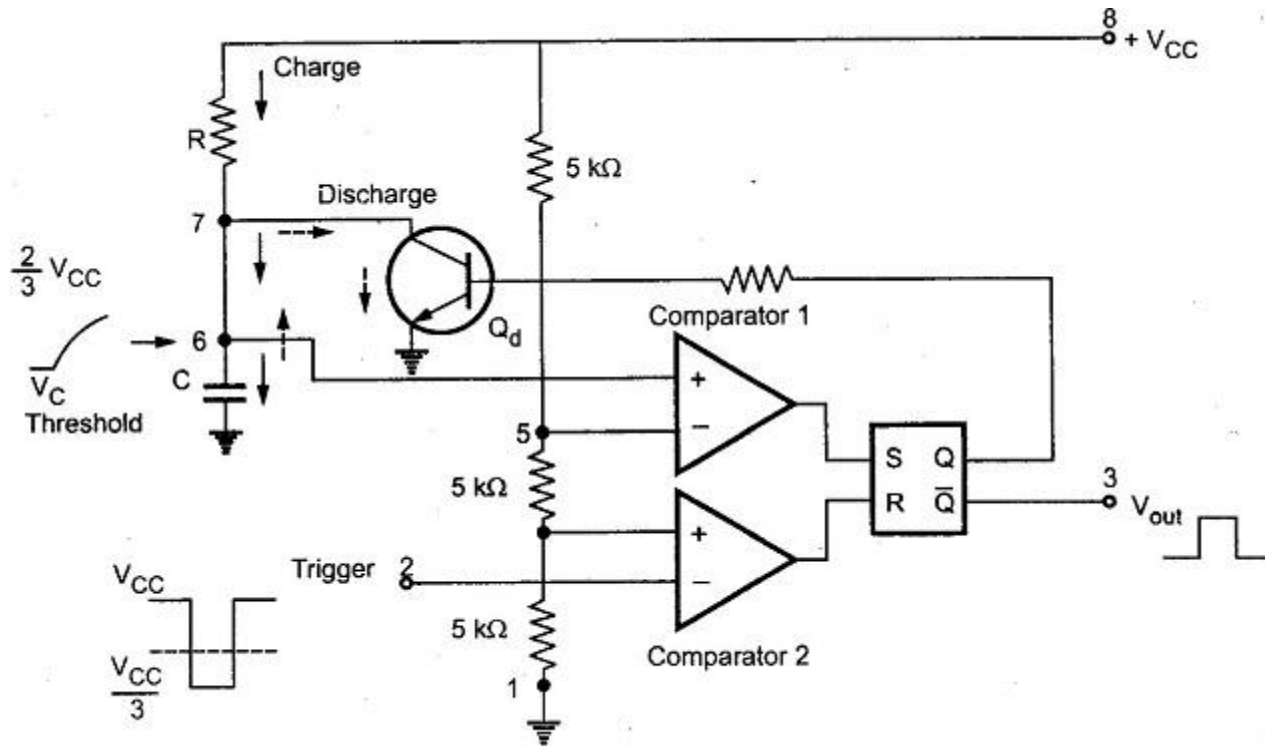 8
+ VCC
Charge
R
5 kΩ
Discharge
7
2/3 VCC
Qd
Comparator 1
6
VC
Threshold
C
+
−
5
S Q
R Q̅
3
Vout
5 kΩ
+
−
Trigger 2
VCC
5 kΩ
Comparator 2
VCC/3
1